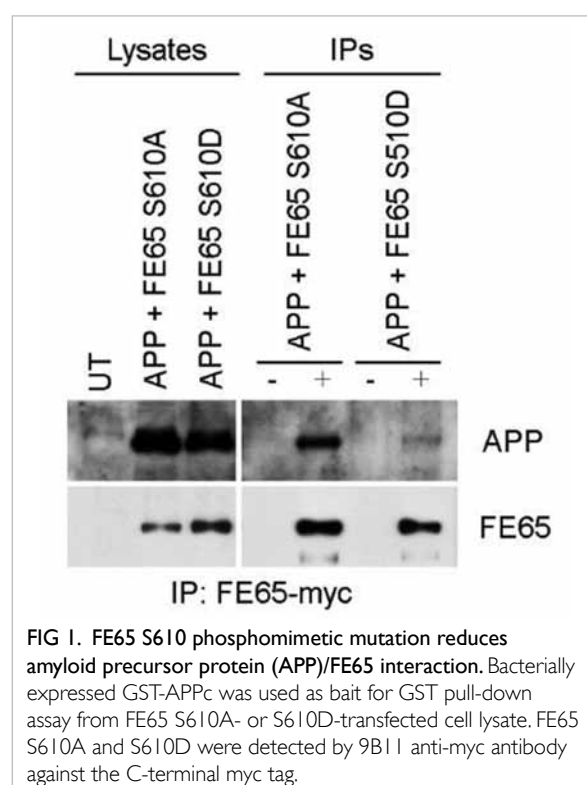 Lysates IPs
UT
APP + FE65 S610A
APP + FE65 S610D
APP + FE65 S610A
APP + FE65 S510D
- + - +
APP
FE65
IP: FE65-myc
FIG 1. FE65 S610 phosphomimetic mutation reduces
amyloid precursor protein (APP)/FE65 interaction. Bacterially
expressed GST-APPc was used as bait for GST pull-down
assay from FE65 S610A- or S610D-transfected cell lysate. FE65
S610A and S610D were detected by 9B11 anti-myc antibody
against the C-terminal myc tag.